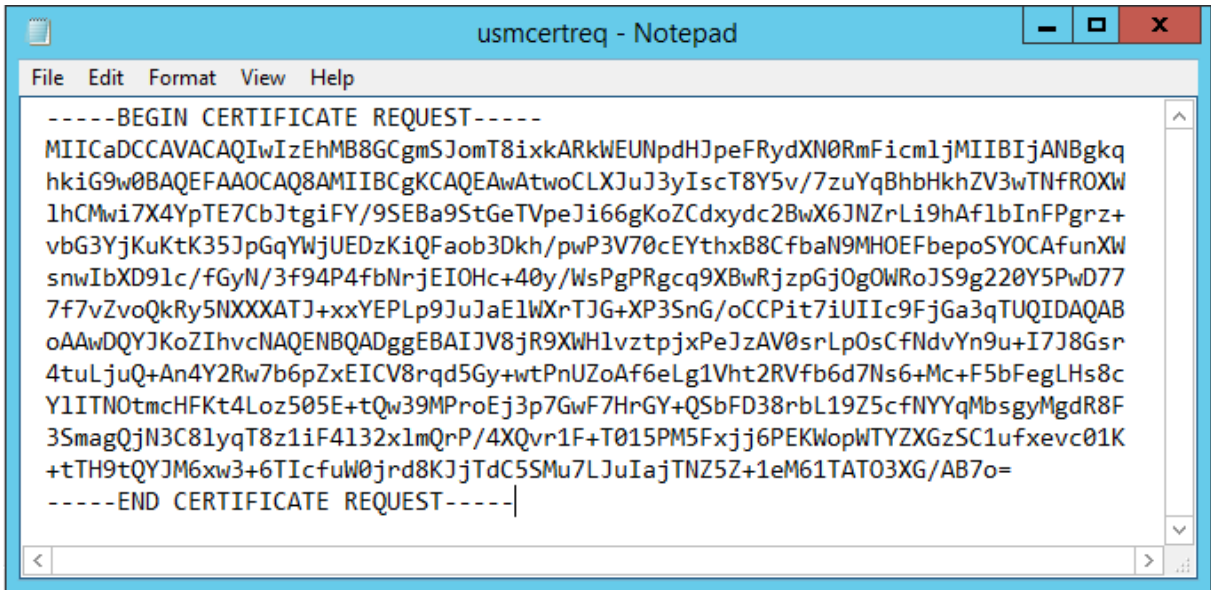 usmcertreq - Notepad
File Edit Format View Help
-----BEGIN CERTIFICATE REQUEST-----
MIICaDCCAVACAQIwIzEhMB8GCgmSJomT8ixkARkWEUNpdHJpeFRydXN0RmFicmljMIIBIjANBgkq
hkiG9w0BAQEFAAOCAQ8AMIIBCgKCAQEAwAtwoCLXJuJ3yIscT8Y5v/7zuYqBhbHkhZV3wTNfROXW
lhCMwi7X4YpTE7CbJtgiFY/9SEBa9StGeTVpeJi66gKoZCdxydc2BwX6JNZrLi9hAflbInFPgrz+
vbG3YjKuKtK35JpGqYWjUEDzKiQFaob3Dkh/pwP3V70cEYthxB8CfbaN9MHOEFbepoSYOCAfunXW
snwIbXD9lc/fGyN/3f94P4fbNrjEIOHc+40y/WsPgPRgcq9XBwRjzpGjOgOWRoJS9g220Y5PwD77
7f7vZvoQkRy5NXXXATJ+xxYEPLp9JuJaElWXrTJG+XP3SnG/oCCPit7iUIIc9FjGa3qTUQIDAQAB
oAAwDQYJKoZIhvcNAQENBQADggEBAIJV8jR9XWHlvztpjxPeJzAV0srLpOsCfNdvYn9u+I7J8Gsr
4tuLjuQ+An4Y2Rw7b6pZxEICV8rqd5Gy+wtPnUZoAf6eLg1Vht2RVfb6d7Ns6+Mc+F5bFegLHs8c
YlITNOtmcHFKt4Loz505E+tQw39MProEj3p7GwF7HrGY+QSbFD38rbL19Z5cfNYYqMbsgyMgdR8F
3SmagQjN3C8lyqT8z1iF4l32xlmQrP/4XQvr1F+T015PM5Fxjj6PEKWopWTYZXGzSC1ufxevc01K
+tTH9tQYJM6xw3+6TIcfuW0jrd8KJjTdC5SMu7LJuIajTNZ5Z+1eM61TATO3XG/AB7o=
-----END CERTIFICATE REQUEST-----